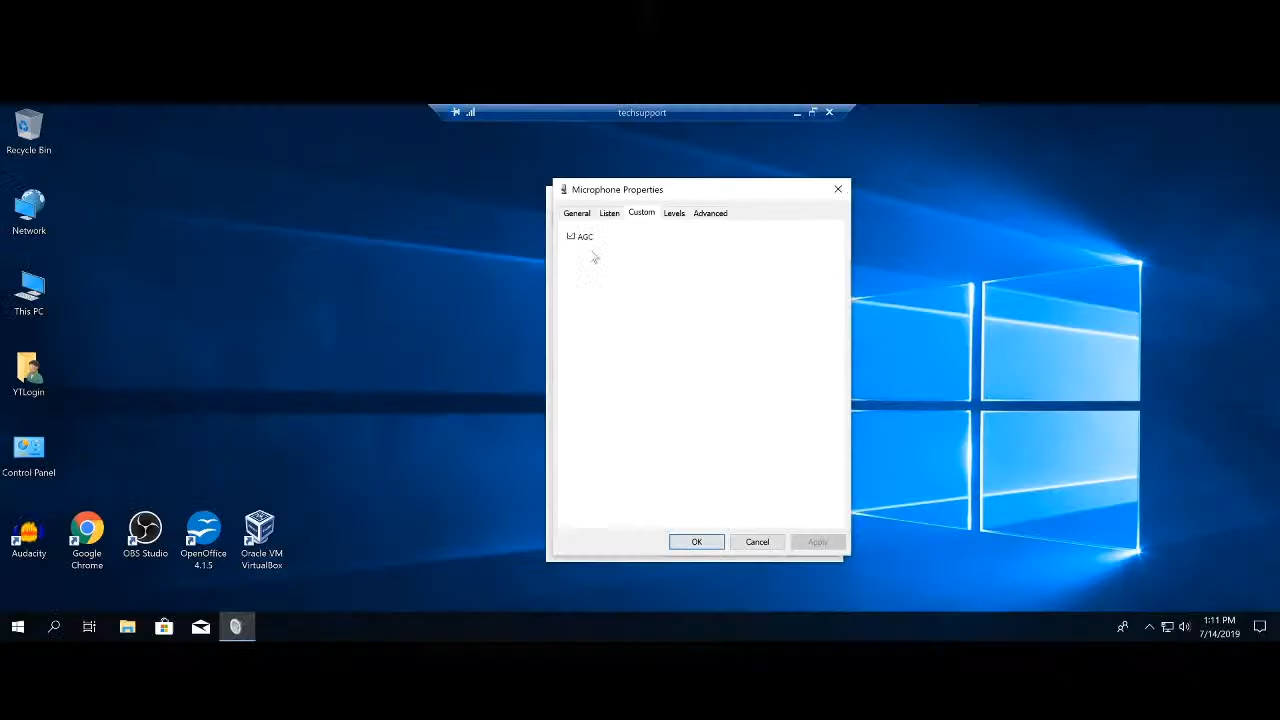 techsupport
Recycle Bin
Network
This PC
YTLogin
Control Panel
Audacity
Google
Chrome
OBS Studio
OpenOffice
4.1.5
Oracle VM
VirtualBox
Microphone Properties
General Listen Custom Levels Advanced
AGC
OK Cancel Apply
1:11 PM
7/14/2019